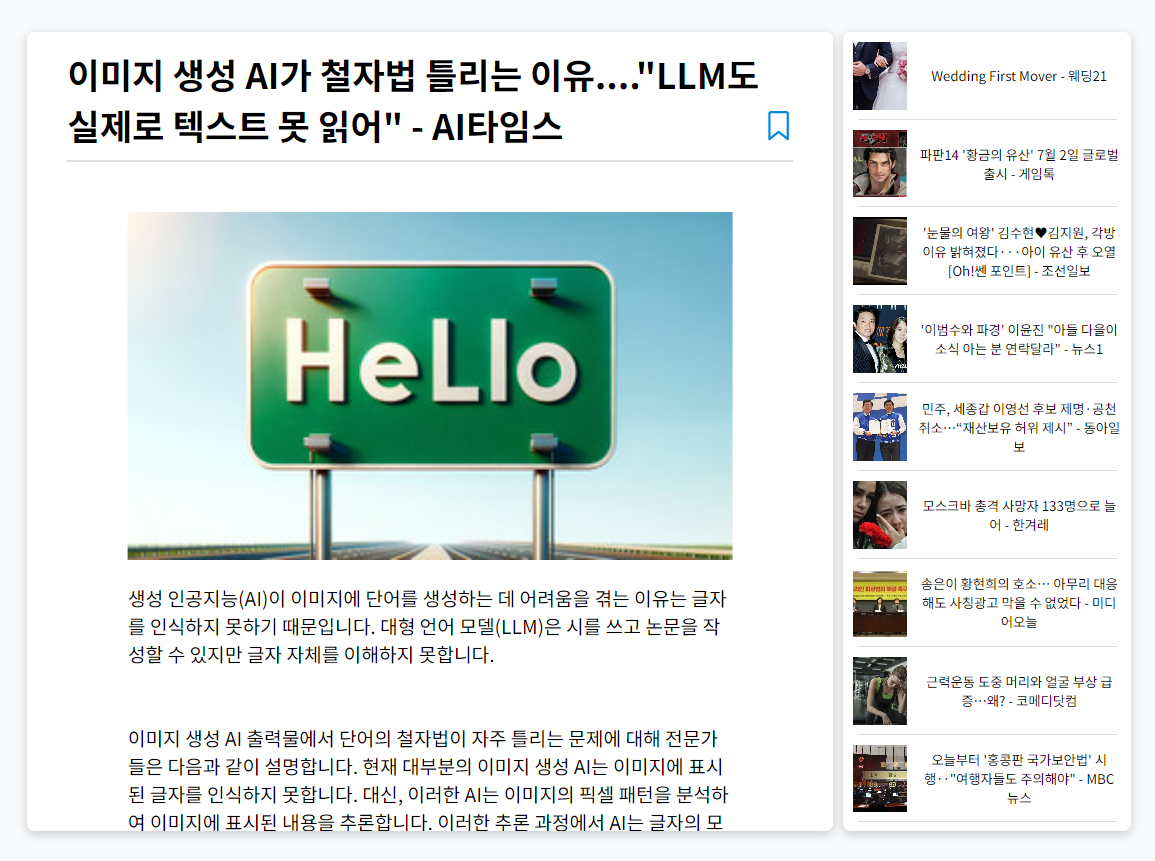 이미지 생성 AI가 철자법 틀리는 이유...."LLM도
실제로 텍스트 못 읽어" - AI타임스
HeLlo
생성 인공지능(AI)이 이미지에 단어를 생성하는 데 어려움을 겪는 이유는 글자
를 인식하지 못하기 때문입니다. 대형 언어 모델(LLM)은 시를 쓰고 논문을 작
성할 수 있지만 글자 자체를 이해하지 못합니다.
이미지 생성 AI 출력물에서 단어의 철자법이 자주 틀리는 문제에 대해 전문가
들은 다음과 같이 설명합니다. 현재 대부분의 이미지 생성 AI는 이미지에 표시
된 글자를 인식하지 못합니다. 대신, 이러한 AI는 이미지의 픽셀 패턴을 분석하
여 이미지에 표시된 내용을 추론합니다. 이러한 추론 과정에서 AI는 글자의 모
Wedding First Mover - 웨딩21
파판14 '황금의 유산' 7월 2일 글로벌
출시 - 게임톡
'눈물의 여왕' 김수현♥김지원, 각방
이유 밝혀졌다···아이 유산 후 오열
[Oh!쎈 포인트] - 조선일보
'이범수와 파경' 이윤진 "아들 다을이
소식 아는 분 연락달라" - 뉴스1
민주, 세종갑 이영선 후보 제명·공천
취소…“재산보유 허위 제시” - 동아일
보
모스크바 총격 사망자 133명으로 늘
어 - 한겨레
송은이 황현희의 호소… 아무리 대응
해도 사칭광고 막을 수 없었다 - 미디
어오늘
근력운동 도중 머리와 얼굴 부상 급
증…왜? - 코메디닷컴
오늘부터 '홍콩판 국가보안법' 시
행‥"여행자들도 주의해야" - MBC
뉴스